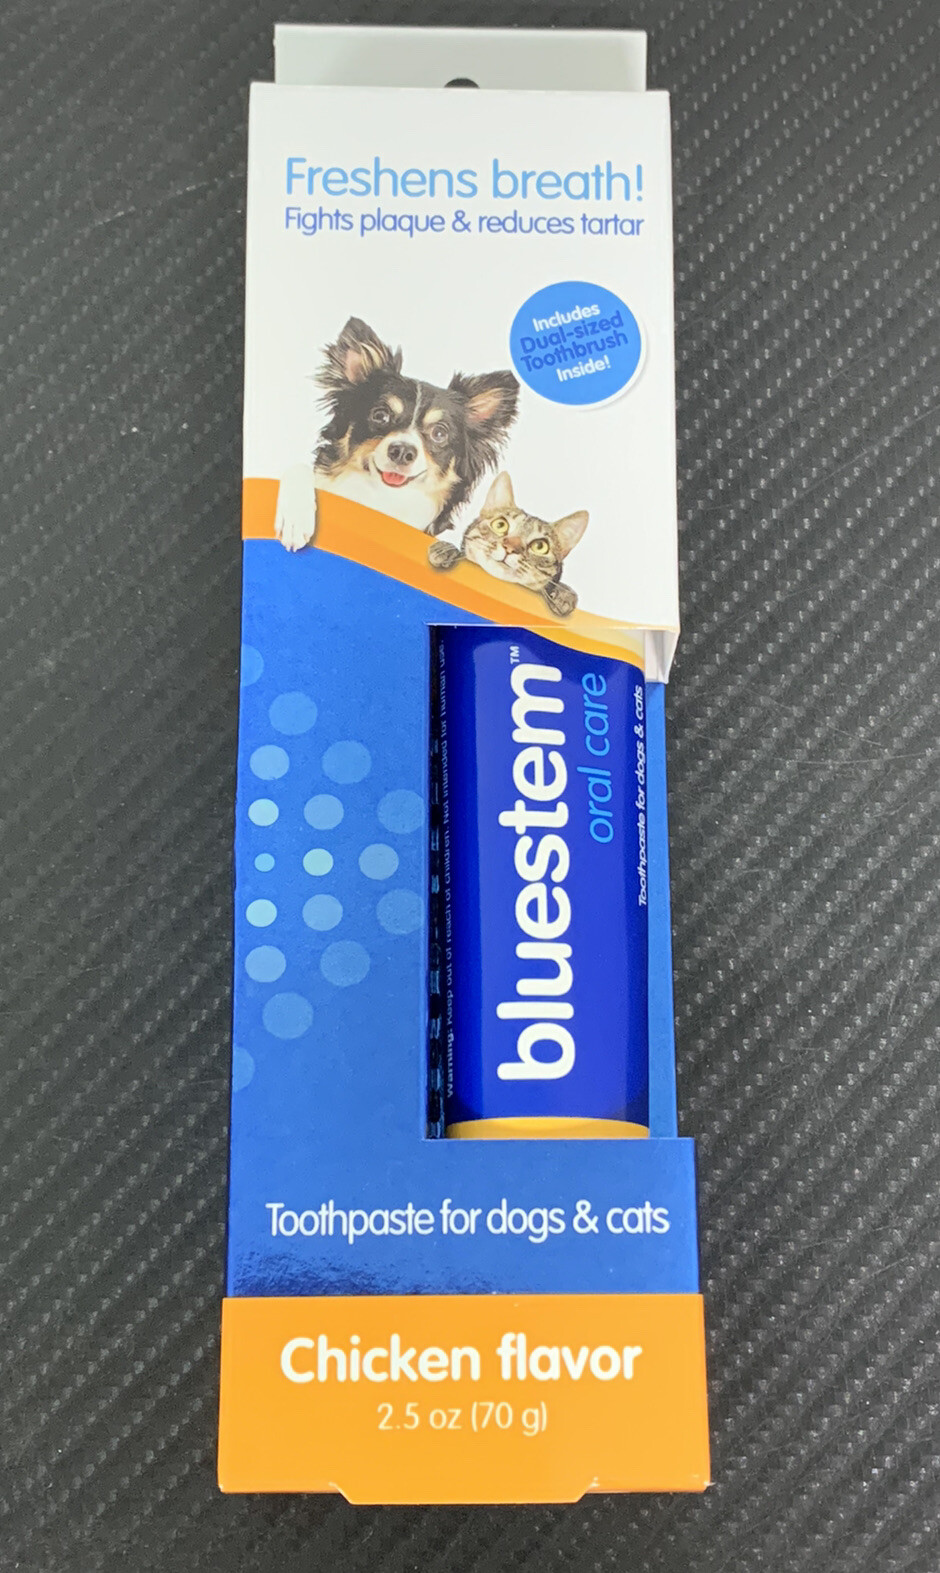 Freshens breath!
Fights plaque & reduces tartar
Includes
Dual-sized
Toothbrush
Inside!
Warning: Keep out of reach of children. Not intended for human use.
bluestem™
oral care
Toothpaste for dogs & cats
Toothpaste for dogs & cats
Chicken flavor
2.5 oz (70 g)